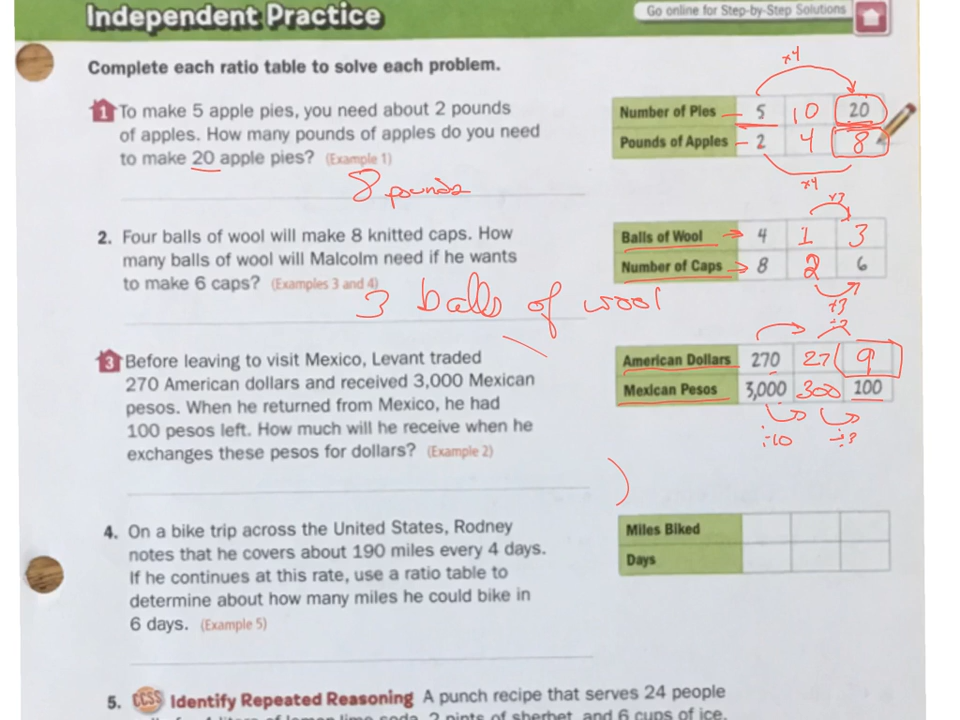 Independent Practice
Go online for Step-by-Step Solutions
Complete each ratio table to solve each problem.
×4
1 To make 5 apple pies, you need about 2 pounds
of apples. How many pounds of apples do you need
to make 20 apple pies? (Example 1)
8 pounds
Number of Pies 5 10 20
Pounds of Apples 2 4 8
×4
2. Four balls of wool will make 8 knitted caps. How
many balls of wool will Malcolm need if he wants
to make 6 caps? (Examples 3 and 4)
3 balls of wool
×3
Balls of Wool 4 1 3
Number of Caps 8 2 6
×3
3 Before leaving to visit Mexico, Levant traded
270 American dollars and received 3,000 Mexican
pesos. When he returned from Mexico, he had
100 pesos left. How much will he receive when he
exchanges these pesos for dollars? (Example 2)
American Dollars 270 27 9
Mexican Pesos 3,000 300 100
÷10 ÷3
4. On a bike trip across the United States, Rodney
notes that he covers about 190 miles every 4 days.
If he continues at this rate, use a ratio table to
determine about how many miles he could bike in
6 days. (Example 5)
Miles Biked
Days
5. CCSS Identify Repeated Reasoning A punch recipe that serves 24 people
2 pints of sherbet, and 6 cups of ice.